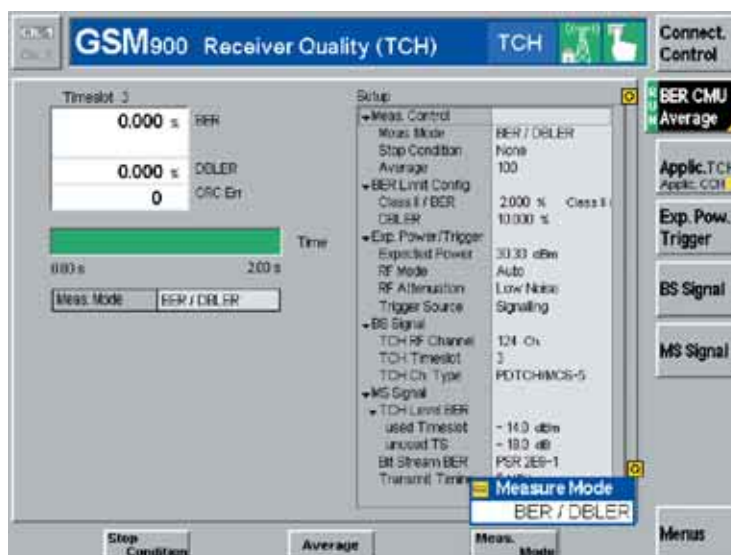 GSM900 Receiver Quality (TCH)
TCH
Connect.
Control
Timeslot 3
0.000 % BER
0.000 % DBLER
0 CRC Err
Time
0.00 s 2.00 s
Meas. Mode BER / DBLER
Setup
Meas. Control
Meas. Mode BER / DBLER
Stop Condition None
Average 100
BER Limit Config
Class II / BER 2.000 % Class II
DBLER 10.000 %
Exp. Power/Trigger
Expected Power dBm
RF Mode Auto
RF Attenuation Low Noise
Trigger Source Signalling
BS Signal
TCH RF Channel 124 Ch
TCH Timeslot 3
TCH Ch. Type PDTCH/MCS-5
MS Signal
TCH Level BER
used Timeslot - 14.0 dBm
unused TS - 18.0 dB
Bit Stream BER PSR 2E9-1
Transmit Timing
Measure Mode
BER / DBLER
RUN
BER CMU
Average
Applic.TCH
Applic. CCH
Exp. Pow.
Trigger
BS Signal
MS Signal
Menus
Stop
Condition
Average
Meas.
Mode